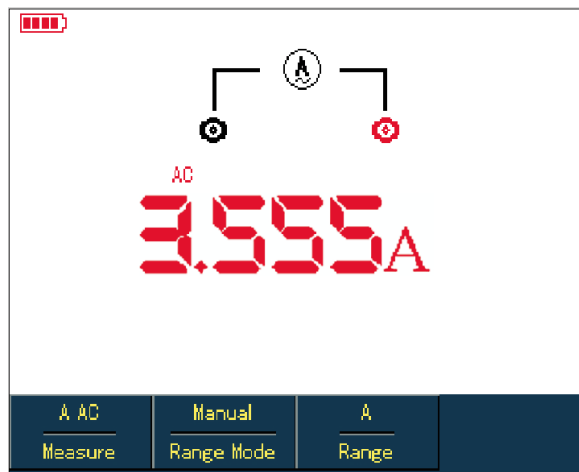 A
AC
3.555A
A AC Manual A
Measure Range Mode Range